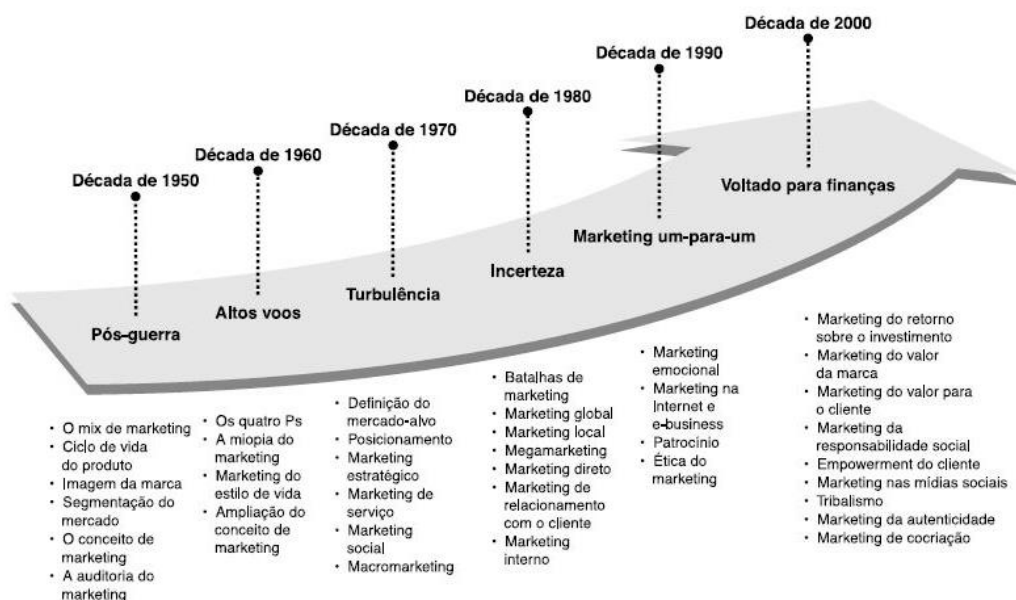 Década de 1950
Pós-guerra
• O mix de marketing
• Ciclo de vida
do produto
• Imagem da marca
• Segmentação do
mercado
• O conceito de
marketing
• A auditoria do
marketing
Década de 1960
Altos voos
• Os quatro Ps
• A miopia do
marketing
• Marketing do
estilo de vida
• Ampliação do
conceito de
marketing
Década de 1970
Turbulência
• Definição do
mercado-alvo
• Posicionamento
• Marketing
estratégico
• Marketing de
serviço
• Marketing
social
• Macromarketing
Década de 1980
Incerteza
• Batalhas de
marketing
• Marketing global
• Marketing local
• Megamarketing
• Marketing direto
• Marketing de
relacionamento
com o cliente
• Marketing
interno
Década de 1990
Marketing um-para-um
• Marketing
emocional
• Marketing na
Internet e
e-business
• Patrocínio
• Ética do
marketing
Década de 2000
Voltado para finanças
• Marketing do retorno
sobre o investimento
• Marketing do valor
da marca
• Marketing do valor para
o cliente
• Marketing da
responsabilidade social
• Empowerment do cliente
• Marketing nas mídias sociais
• Tribalismo
• Marketing da autenticidade
• Marketing de cocriação